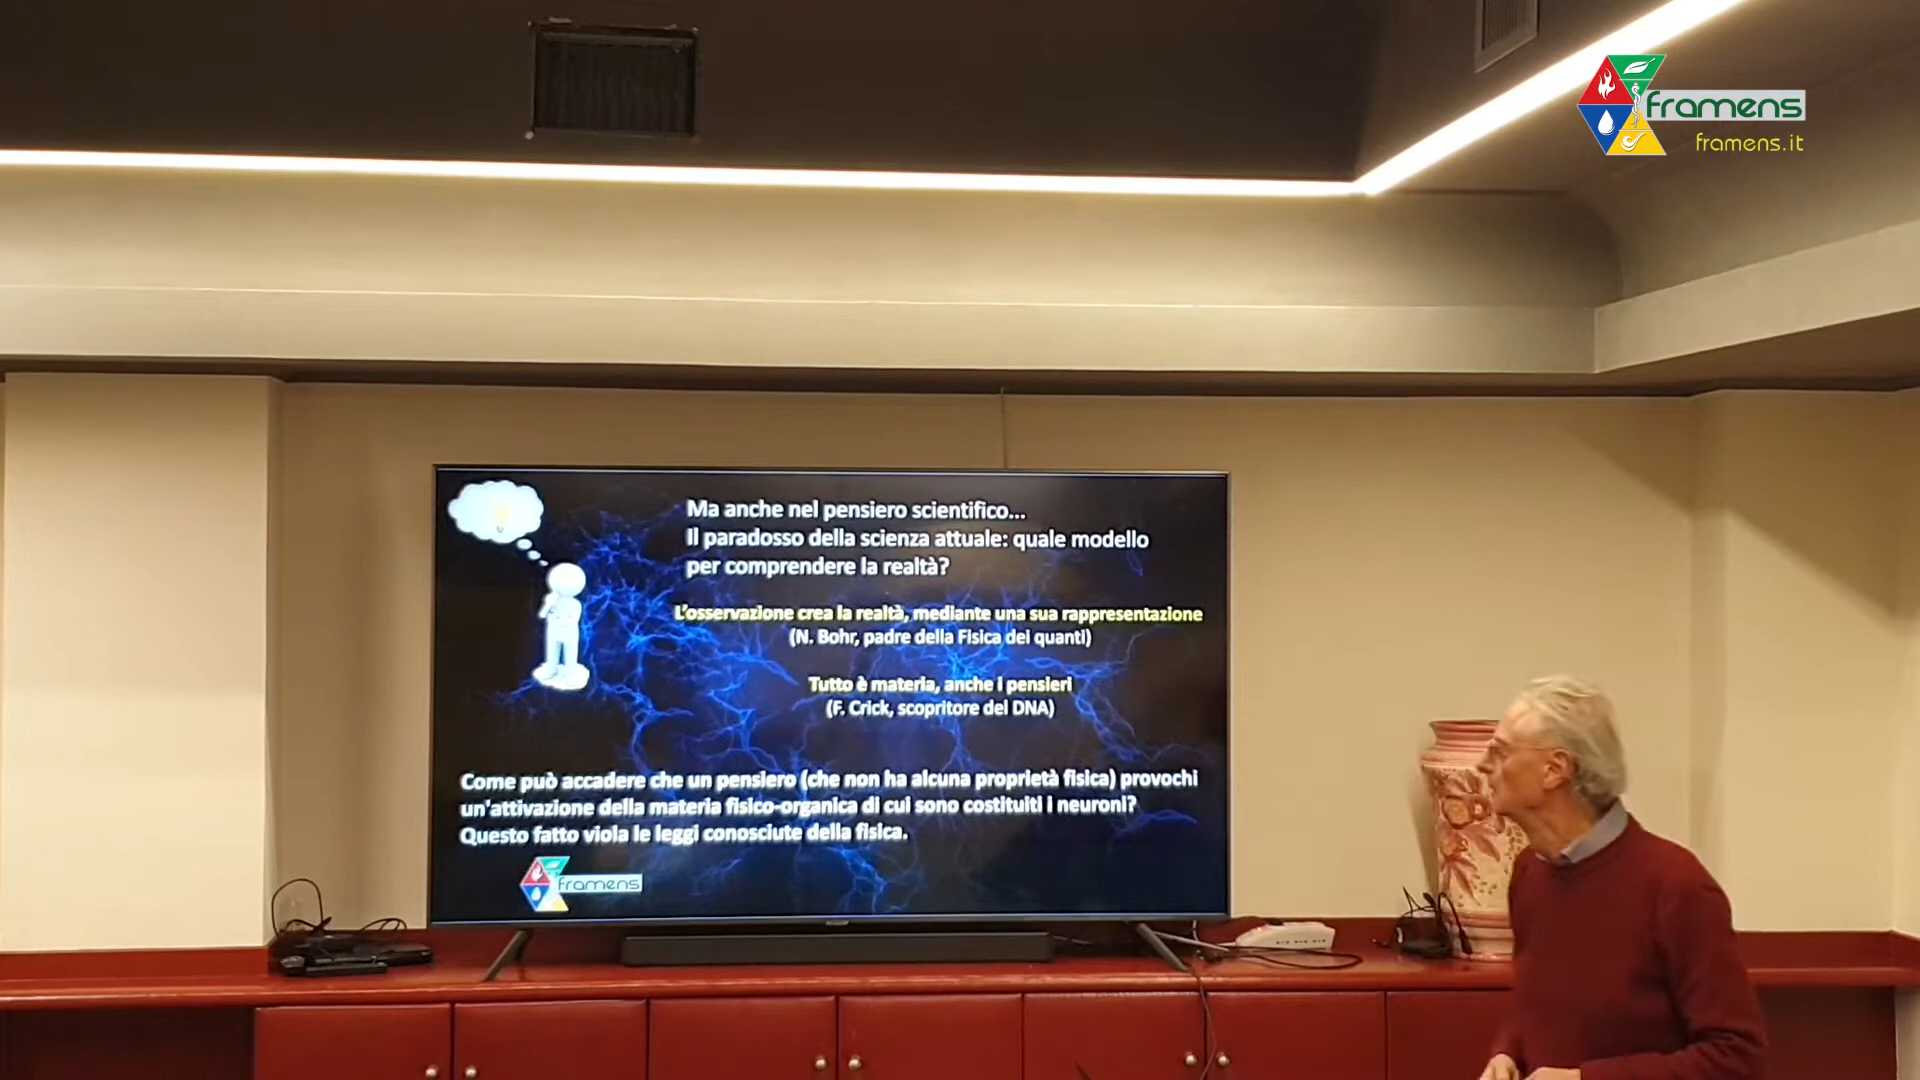 framens
framens.it
Ma anche nel pensiero scientifico...
Il paradosso della scienza attuale: quale modello
per comprendere la realtà?
L'osservazione crea la realtà, mediante una sua rappresentazione
(N. Bohr, padre della Fisica dei quanti)
Tutto è materia, anche i pensieri
(F. Crick, scopritore del DNA)
Come può accadere che un pensiero (che non ha alcuna proprietà fisica) provochi
un'attivazione della materia fisico-organica di cui sono costituiti i neuroni?
Questo fatto viola le leggi conosciute della fisica.
framens